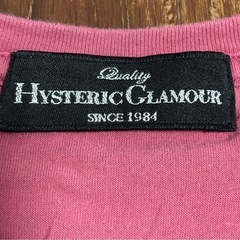 Quality
HYSTERIC GLAMOUR
SINCE 1984